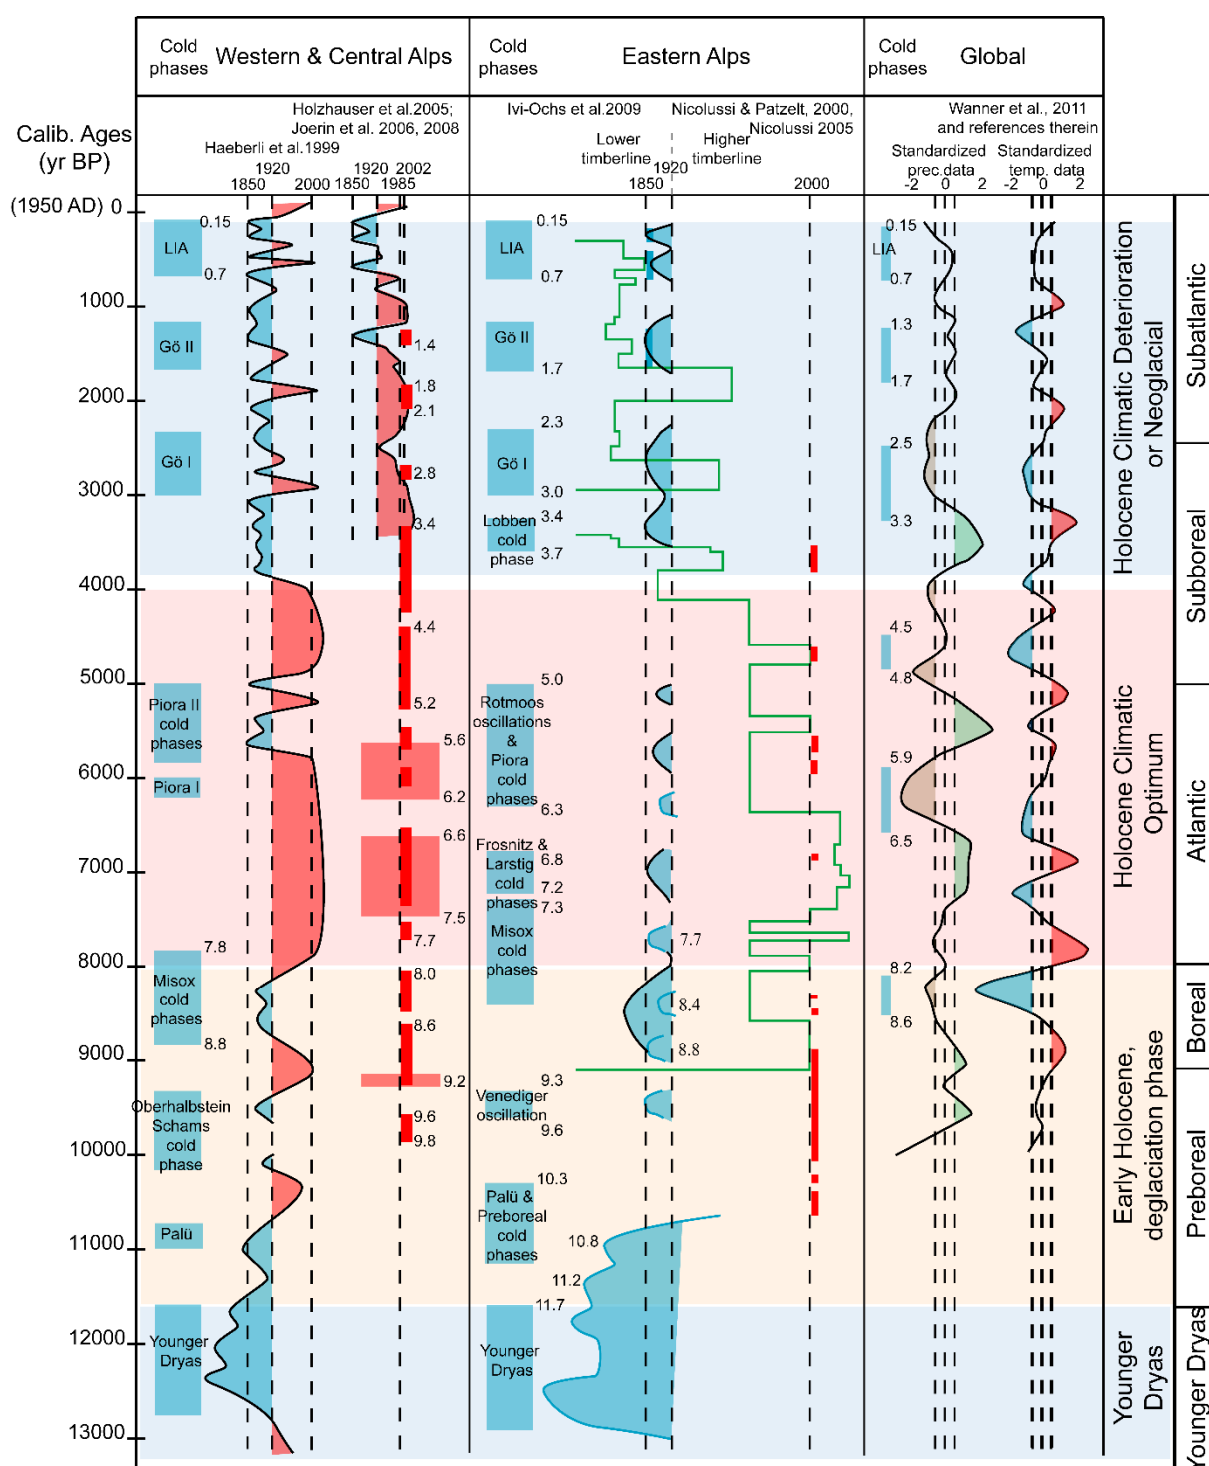 Cold phases
Western & Central Alps
Cold phases
Eastern Alps
Cold phases
Global
Calib. Ages
(yr BP)
Holzhauser et al.2005;
Joerin et al. 2006, 2008
Haeberli et al.1999
1850
1920
2000
1850
1920
1985
2002
Ivi-Ochs et al.2009
Nicolussi & Patzelt, 2000,
Nicolussi 2005
Lower timberline
Higher timberline
1850
1920
2000
Wanner et al., 2011
and references therein
Standardized prec.data
-2 0 2
Standardized temp. data
-2 0 2
(1950 AD) 0
1000
2000
3000
4000
5000
6000
7000
8000
9000
10000
11000
12000
13000
0.15
LIA
0.7
Gö II
Gö I
Piora II
cold
phases
Piora I
7.8
Misox
cold
phases
8.8
Oberhalbstein
Schams
cold
phase
Palü
Younger
Dryas
1.4
1.8
2.1
2.8
3.4
4.4
5.2
5.6
6.2
6.6
7.5
7.7
8.0
8.6
9.2
9.6
9.8
0.15
LIA
0.7
Gö II
1.7
2.3
Gö I
3.0
3.4
Lobben
cold
phase
3.7
5.0
Rotmoos
oscillations
&
Piora
cold
phases
6.3
Frosnitz &
Larstig
cold
phases
6.8
7.2
7.3
Misox
cold
phases
7.7
8.4
8.8
9.3
Venediger
oscillation
9.6
10.3
Palü &
Preboreal
cold
phases
10.8
11.2
11.7
Younger
Dryas
0.15
LIA
0.7
1.3
1.7
2.5
3.3
4.5
4.8
5.9
6.5
8.2
8.6
Holocene Climatic Deterioration
or Neoglacial
Holocene Climatic
Optimum
Early Holocene,
deglaciation phase
Younger
Dryas
Subatlantic
Subboreal
Atlantic
Boreal
Preboreal
Younger Dryas